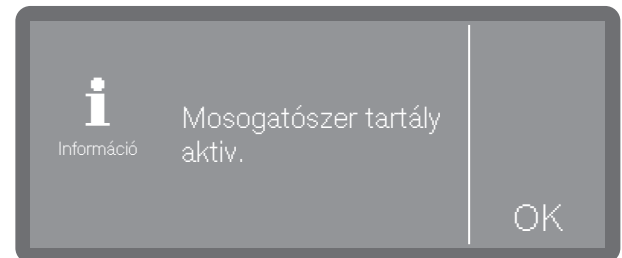 i
Információ
Mosogatószer tartály
aktiv.
OK